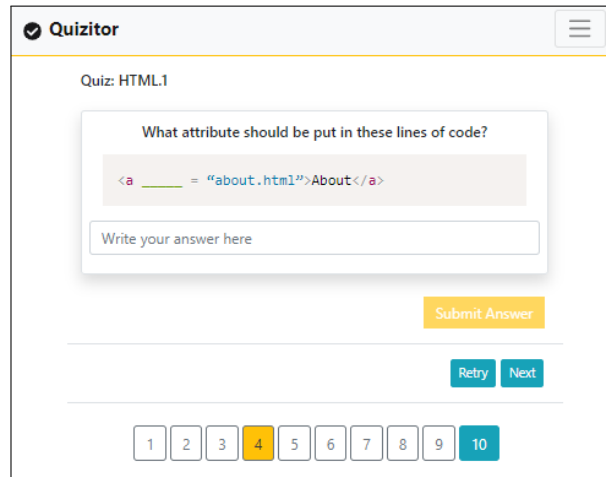 Quizitor
Quiz: HTML.1
What attribute should be put in these lines of code?
<a _____ = “about.html”>About</a>
Write your answer here
Submit Answer
Retry Next
1 2 3 4 5 6 7 8 9 10